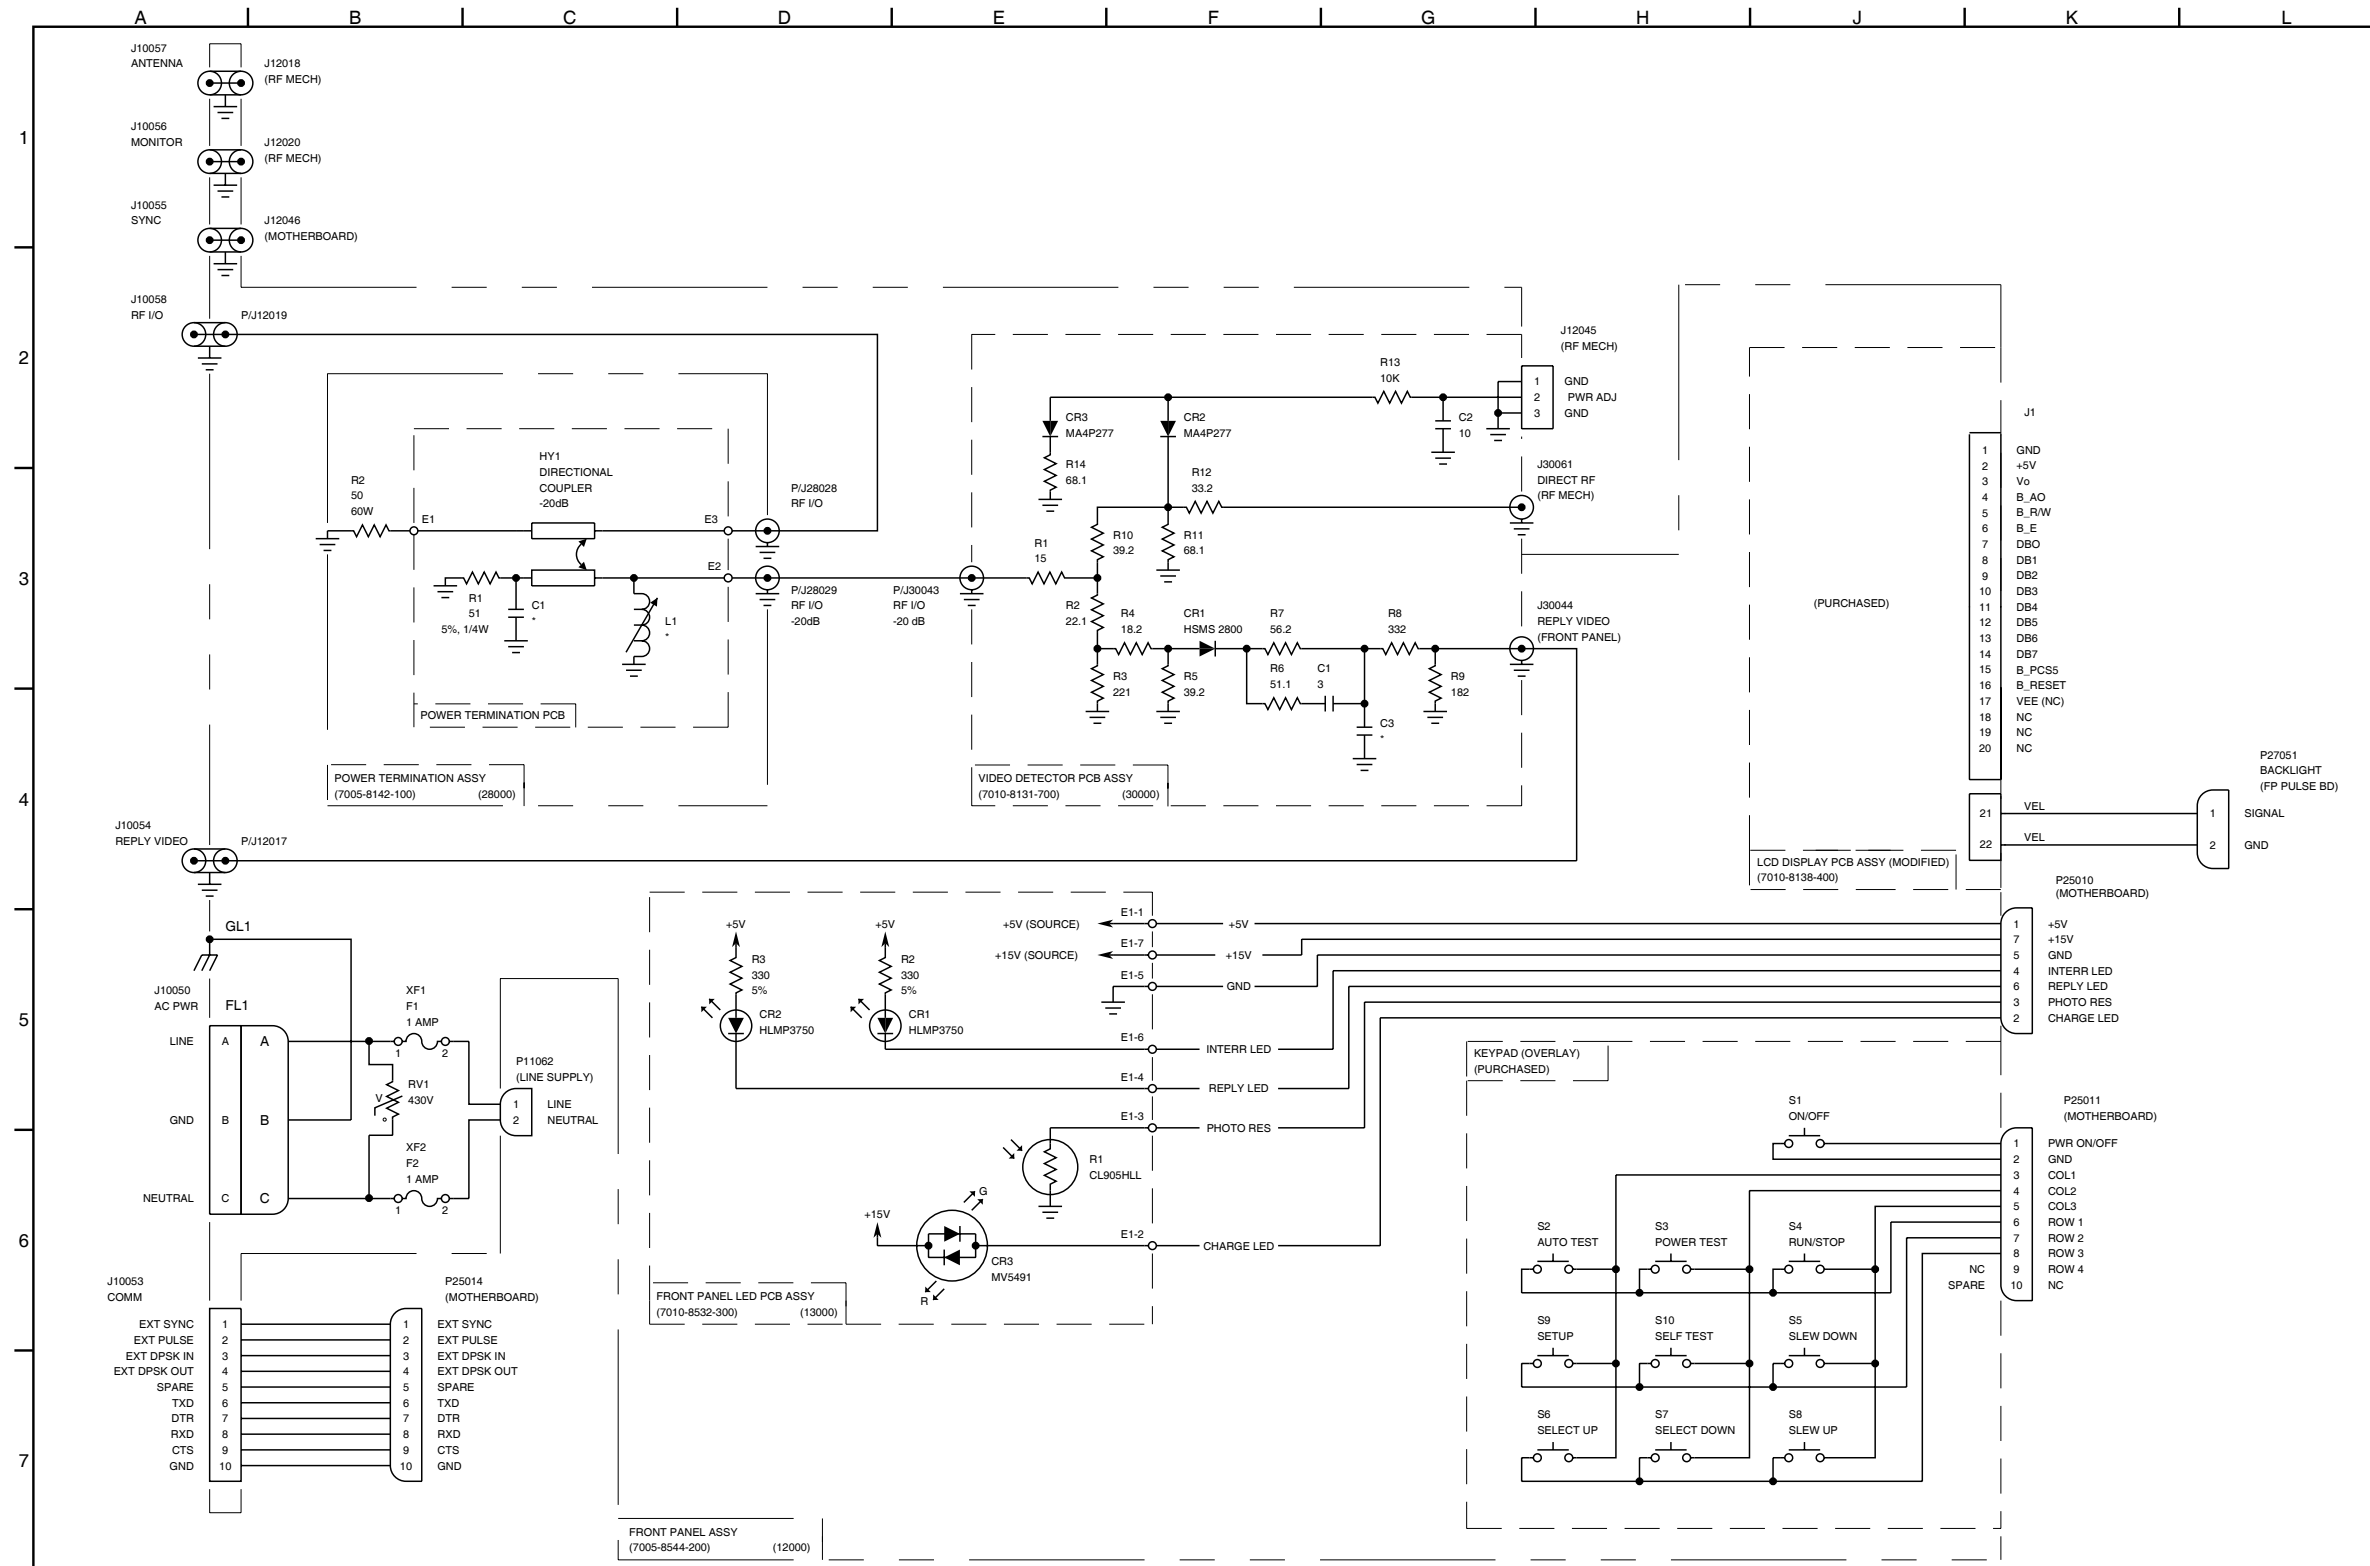 A B C D E F G H J K L
1
2
3
4
5
6
7
J10057
ANTENNA
J12018
(RF MECH)
J10056
MONITOR
J12020
(RF MECH)
J10055
SYNC
J12046
(MOTHERBOARD)
J10058
RF I/O
P/J12019
R2
50
60W
E1
HY1
DIRECTIONAL
COUPLER
-20dB
E3
E2
R1
51
5%, 1/4W
C1
*
L1
*
POWER TERMINATION PCB
POWER TERMINATION ASSY
(7005-8142-100) (28000)
P/J28028
RF I/O
P/J28029
RF I/O
-20dB
P/J30043
RF I/O
-20 dB
R1
15
CR3
MA4P277
R14
68.1
CR2
MA4P277
R13
10K
C2
10
R12
33.2
R10
39.2
R11
68.1
R2
22.1
R4
18.2
CR1
HSMS 2800
R7
56.2
R8
332
R3
221
R5
39.2
R6
51.1
C1
3
R9
182
C3
*
VIDEO DETECTOR PCB ASSY
(7010-8131-700) (30000)
J12045
(RF MECH)
1 GND
2 PWR ADJ
3 GND
J30061
DIRECT RF
(RF MECH)
J30044
REPLY VIDEO
(FRONT PANEL)
(PURCHASED)
J1
1 GND
2 +5V
3 Vo
4 B_AO
5 B_R/W
6 B_E
7 DBO
8 DB1
9 DB2
10 DB3
11 DB4
12 DB5
13 DB6
14 DB7
15 B_PCS5
16 B_RESET
17 VEE (NC)
18 NC
19 NC
20 NC
21 VEL
22 VEL
P27051
BACKLIGHT
(FP PULSE BD)
1 SIGNAL
2 GND
LCD DISPLAY PCB ASSY (MODIFIED)
(7010-8138-400)
J10054
REPLY VIDEO
P/J12017
GL1
J10050
AC PWR
FL1
LINE A A
GND B B
NEUTRAL C C
XF1
F1
1 AMP
1 2
RV1
430V
V
XF2
F2
1 AMP
1 2
P11062
(LINE SUPPLY)
1 LINE
2 NEUTRAL
+5V
R3
330
5%
CR2
HLMP3750
+5V
R2
330
5%
CR1
HLMP3750
+5V (SOURCE) E1-1 +5V
+15V (SOURCE) E1-7 +15V
E1-5 GND
E1-6 INTERR LED
E1-4 REPLY LED
E1-3 PHOTO RES
R1
CL905HLL
+15V
G
R
CR3
MV5491
E1-2 CHARGE LED
FRONT PANEL LED PCB ASSY
(7010-8532-300) (13000)
P25010
(MOTHERBOARD)
1 +5V
7 +15V
5 GND
4 INTERR LED
6 REPLY LED
3 PHOTO RES
2 CHARGE LED
KEYPAD (OVERLAY)
(PURCHASED)
S1
ON/OFF
P25011
(MOTHERBOARD)
1 PWR ON/OFF
2 GND
3 COL1
4 COL2
5 COL3
6 ROW 1
7 ROW 2
8 ROW 3
NC 9 ROW 4
SPARE 10 NC
S2
AUTO TEST
S3
POWER TEST
S4
RUN/STOP
S9
SETUP
S10
SELF TEST
S5
SLEW DOWN
S6
SELECT UP
S7
SELECT DOWN
S8
SLEW UP
J10053
COMM
P25014
(MOTHERBOARD)
EXT SYNC 1 1 EXT SYNC
EXT PULSE 2 2 EXT PULSE
EXT DPSK IN 3 3 EXT DPSK IN
EXT DPSK OUT 4 4 EXT DPSK OUT
SPARE 5 5 SPARE
TXD 6 6 TXD
DTR 7 7 DTR
RXD 8 8 RXD
CTS 9 9 CTS
GND 10 10 GND
FRONT PANEL ASSY
(7005-8544-200) (12000)